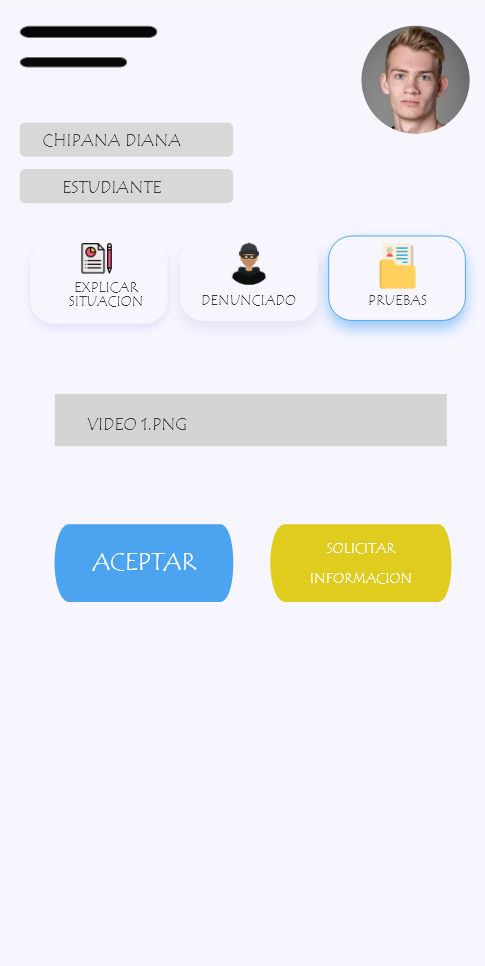 CHIPANA DIANA
ESTUDIANTE
EXPLICAR
SITUACION
DENUNCIADO
PRUEBAS
VIDEO 1.PNG
ACEPTAR
SOLICITAR
INFORMACION